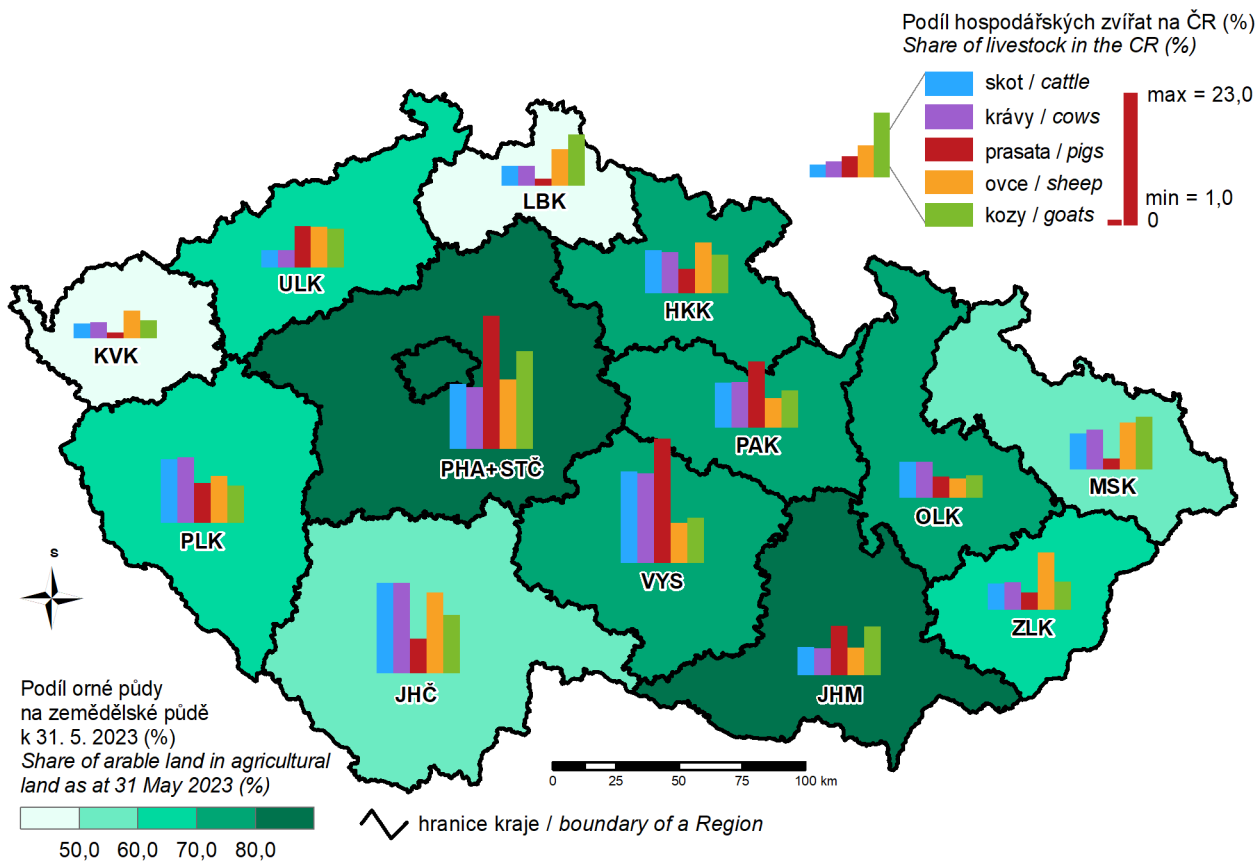 Podíl hospodářských zvířat na ČR (%)
Share of livestock in the CR (%)
skot / cattle
krávy / cows
prasata / pigs
ovce / sheep
kozy / goats
max = 23,0
min = 1,0
0
LBK
ULK
HKK
KVK
PHA+STČ
PAK
MSK
OLK
PLK
VYS
ZLK
JHČ
JHM
s
Podíl orné půdy
na zemědělské půdě
k 31. 5. 2023 (%)
Share of arable land in agricultural
land as at 31 May 2023 (%)
50,0 60,0 70,0 80,0
0 25 50 75 100 km
hranice kraje / boundary of a Region